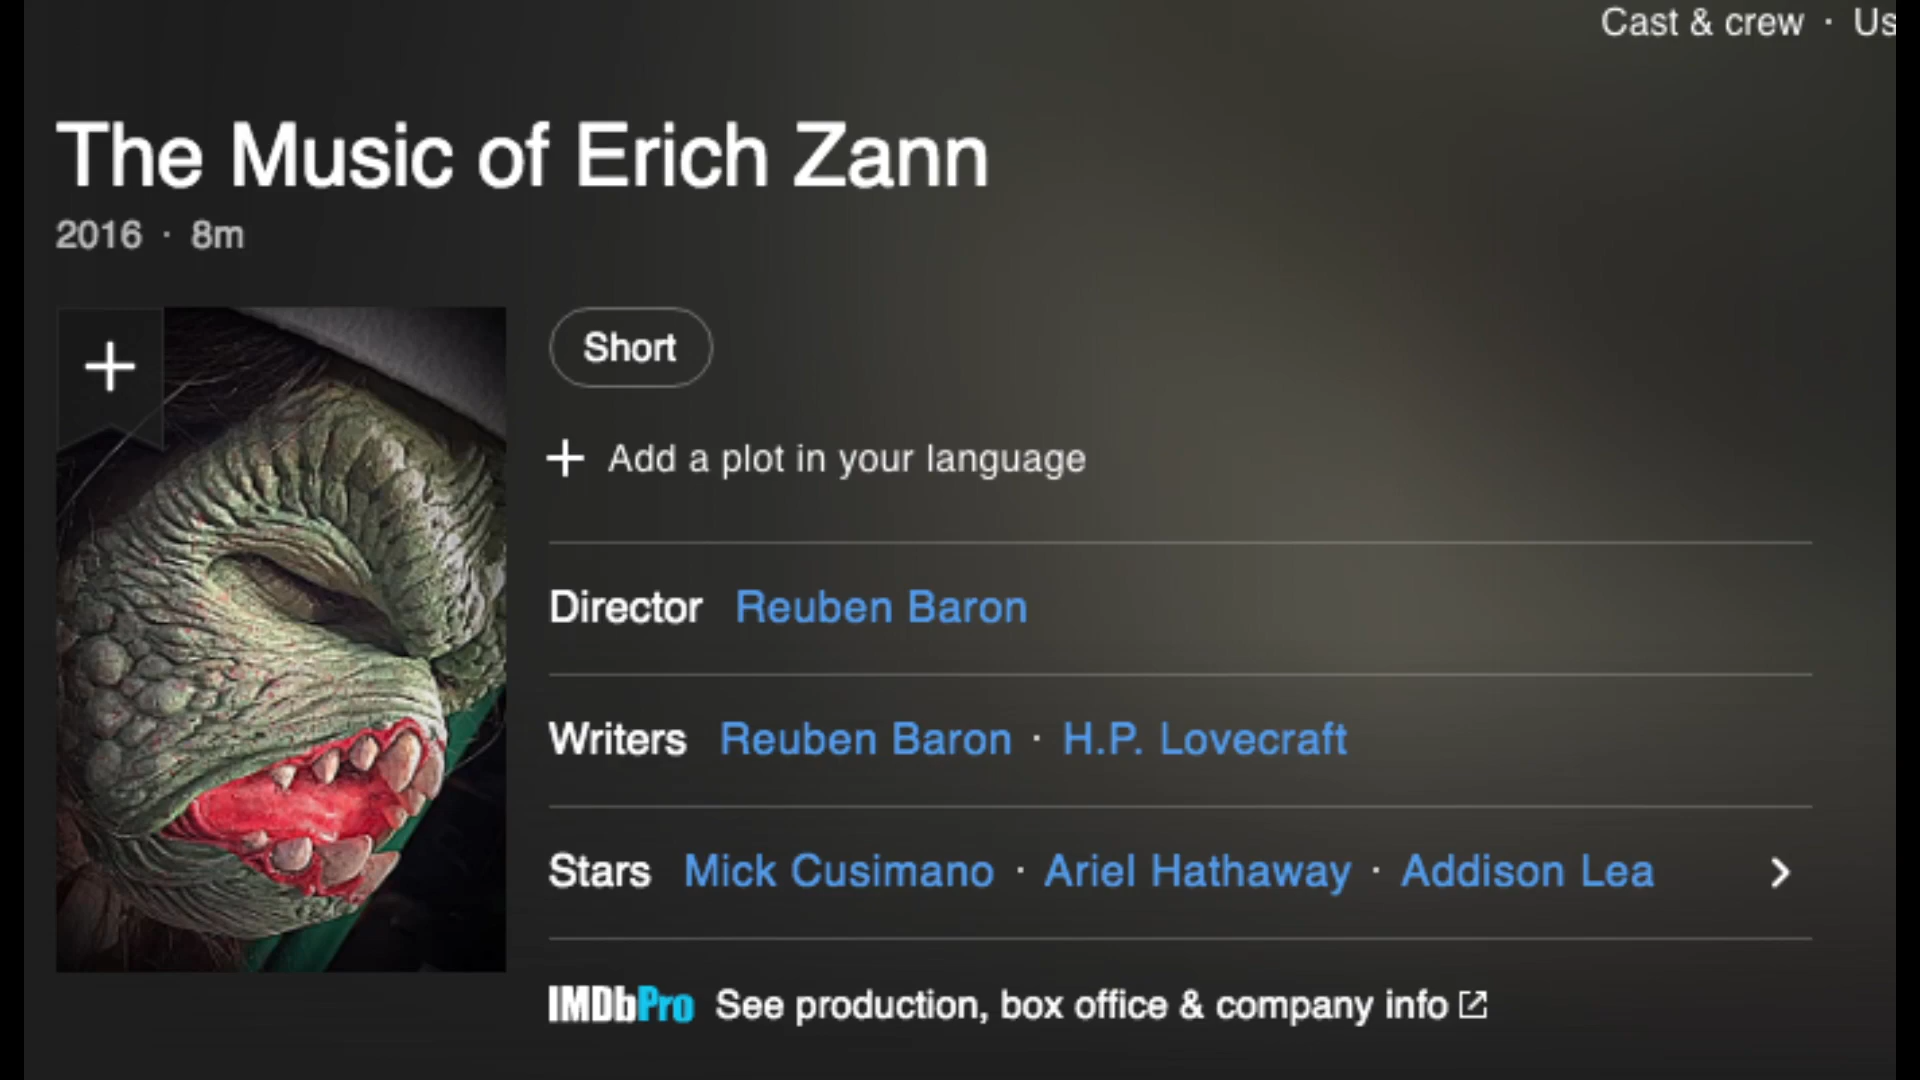 Cast & crew · Us
The Music of Erich Zann
2016 · 8m
Short
Add a plot in your language
Director Reuben Baron
Writers Reuben Baron · H.P. Lovecraft
Stars Mick Cusimano · Ariel Hathaway · Addison Lea
IMDbPro See production, box office & company info